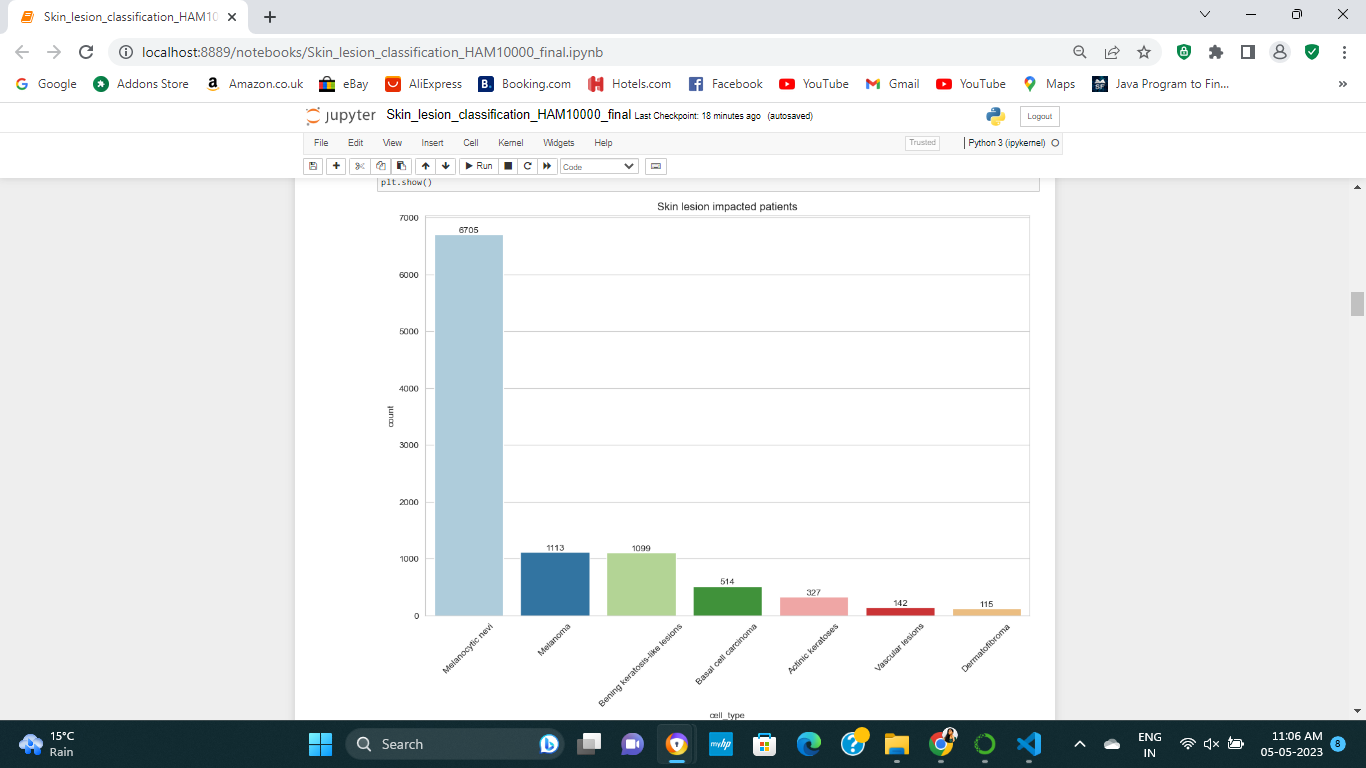 Skin_lesion_classification_HAM10
localhost:8889/notebooks/Skin_lesion_classification_HAM10000_final.ipynb
Google Addons Store Amazon.co.uk eBay AliExpress Booking.com Hotels.com Facebook YouTube Gmail YouTube Maps Java Program to Fin...
jupyter Skin_lesion_classification_HAM10000_final Last Checkpoint: 18 minutes ago (autosaved) Logout
File Edit View Insert Cell Kernel Widgets Help Trusted Python 3 (ipykernel)
Run Code
plt.show()
Skin lesion impacted patients
7000
6705
6000
5000
4000
count
3000
2000
1113 1099
1000
514
327
142 115
0
Melanocytic nevi
Melanoma
Bening keratosis-like lesions
Basal cell carcinoma
Actinic keratoses
Vascular lesions
Dermatofibroma
cell_type
15°C
Rain
Search
myhp
ENG
IN
11:06 AM
05-05-2023
8